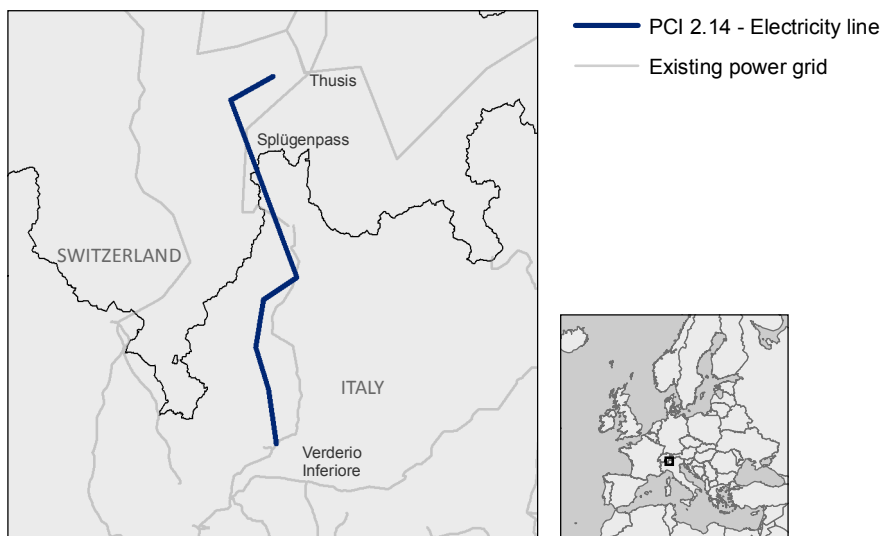 PCI 2.14 - Electricity line
Existing power grid
Thusis
Splügenpass
SWITZERLAND
ITALY
Verderio
Inferiore